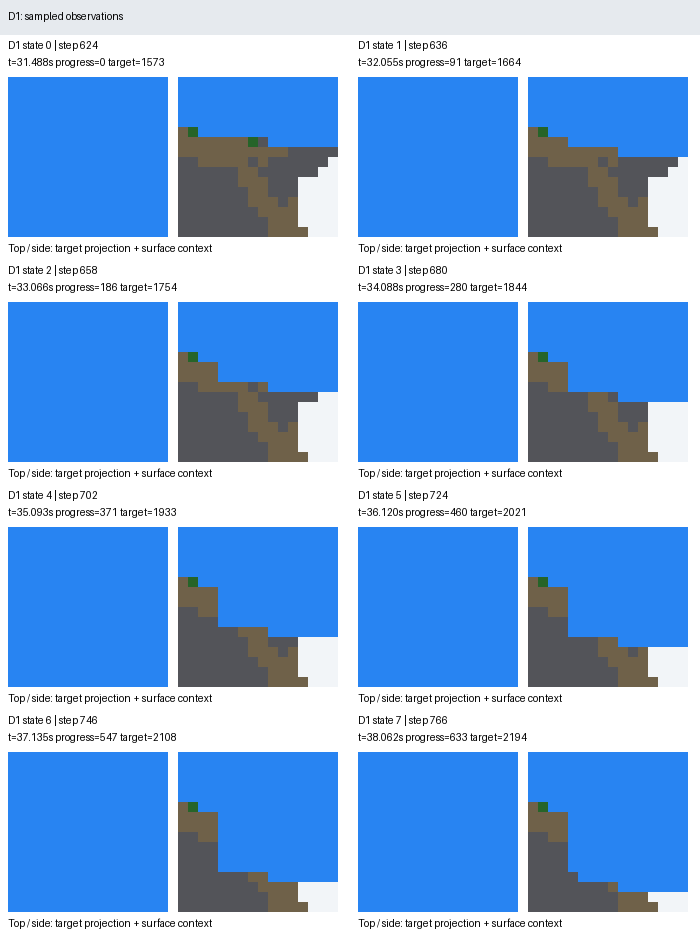 D1: sampled observations
D1 state 0 | step 624
t=31.488s progress=0 target=1573
Top / side: target projection + surface context
D1 state 1 | step 636
t=32.055s progress=91 target=1664
Top / side: target projection + surface context
D1 state 2 | step 658
t=33.066s progress=186 target=1754
Top / side: target projection + surface context
D1 state 3 | step 680
t=34.088s progress=280 target=1844
Top / side: target projection + surface context
D1 state 4 | step 702
t=35.093s progress=371 target=1933
Top / side: target projection + surface context
D1 state 5 | step 724
t=36.120s progress=460 target=2021
Top / side: target projection + surface context
D1 state 6 | step 746
t=37.135s progress=547 target=2108
Top / side: target projection + surface context
D1 state 7 | step 766
t=38.062s progress=633 target=2194
Top / side: target projection + surface context